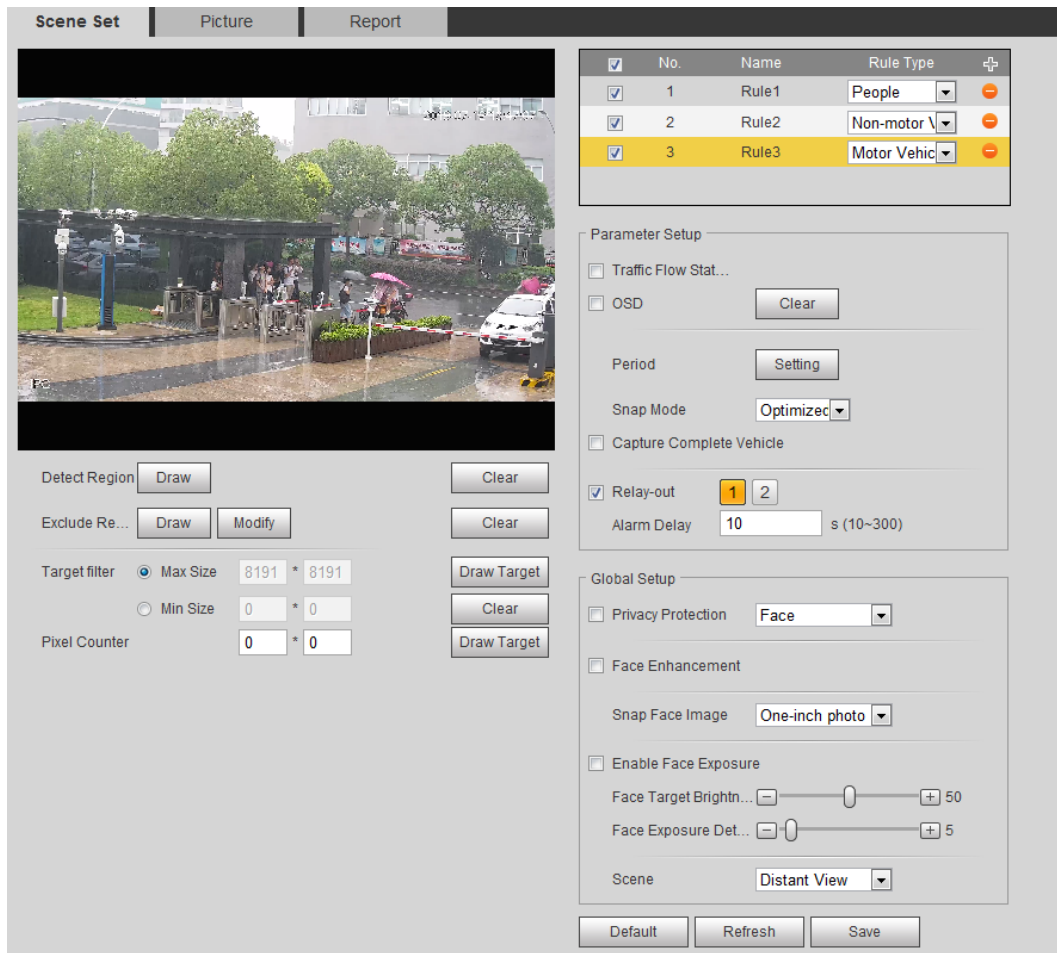 Scene Set Picture Report
No. Name Rule Type
1 Rule1 People
2 Rule2 Non-motor V
3 Rule3 Motor Vehic
IPC
Detect Region Draw Clear
Exclude Re... Draw Modify Clear
Target filter Max Size 8191 * 8191 Draw Target
Min Size 0 * 0 Clear
Pixel Counter 0 * 0 Draw Target
Parameter Setup
Traffic Flow Stat...
OSD Clear
Period Setting
Snap Mode Optimizec
Capture Complete Vehicle
Relay-out 1 2
Alarm Delay 10 s (10~300)
Global Setup
Privacy Protection Face
Face Enhancement
Snap Face Image One-inch photo
Enable Face Exposure
Face Target Brightn... 50
Face Exposure Det... 5
Scene Distant View
Default Refresh Save